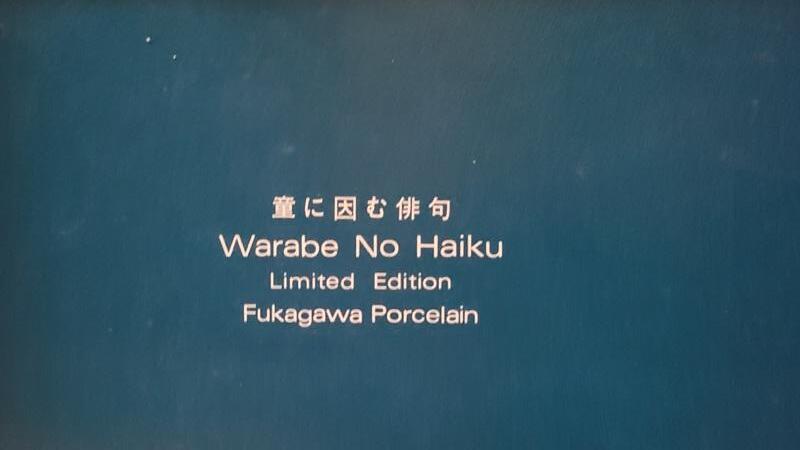 童に因む俳句
Warabe No Haiku
Limited Edition
Fukagawa Porcelain